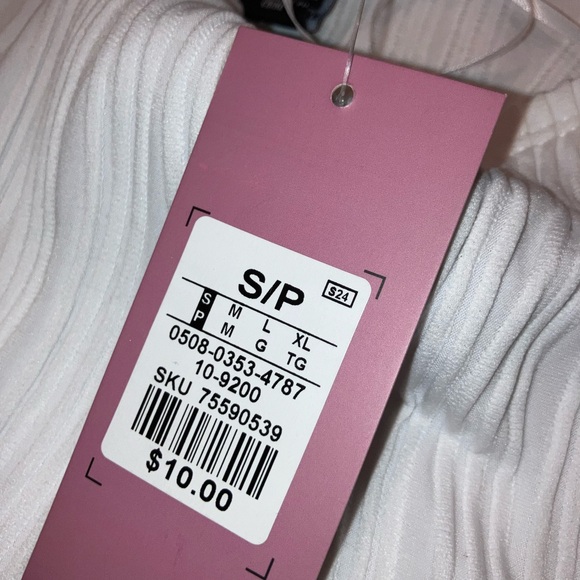 S/P
S24
S M L XL
P M G TG
0508-0353-4787
10-9200
SKU 75590539
$10.00